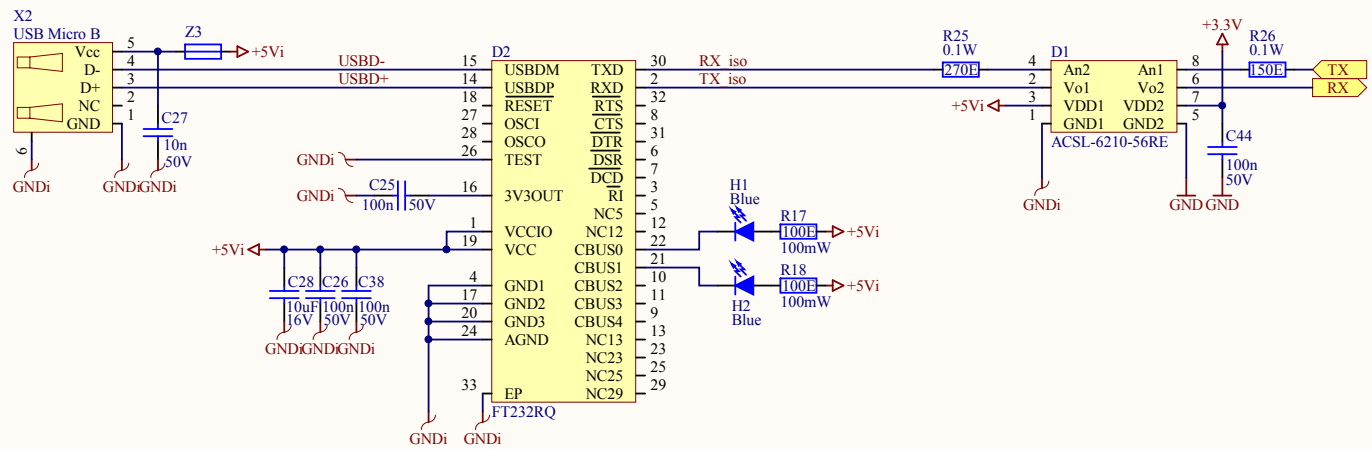 X2
USB Micro B
Vcc 5
D- 4
D+ 3
NC 2
GND 1
6
GNDi
GNDi
GNDi
C27
10n
50V
Z3
+5Vi
USBD-
USBD+
D2
15 USBDM
14 USBDP
18 RESET
27 OSCI
28 OSCO
26 TEST
16 3V3OUT
1 VCCIO
19 VCC
4 GND1
17 GND2
20 GND3
24 AGND
33 EP
TXD 30
RXD 2
RTS 32
CTS 8
DTR 31
DSR 6
DCD 7
RI 3
NC5 5
NC12 12
CBUS0 22
CBUS1 21
CBUS2 10
CBUS3 11
CBUS4 9
NC13 13
NC23 23
NC25 25
NC29 29
FT232RQ
GNDi
GNDi
C25
100n
50V
+5Vi
C28
10uF
16V
C26
100n
50V
C38
100n
50V
GNDi
GNDi
GNDi
GNDi
GNDi
RX_iso
TX_iso
H1
Blue
R17
100E
100mW
+5Vi
R18
100E
100mW
+5Vi
H2
Blue
R25
0.1W
270E
D1
4 An2
2 Vo1
3 VDD1
1 GND1
An1 8
Vo2 6
VDD2 7
GND2 5
ACSL-6210-56RE
+5Vi
GNDi
+3.3V
R26
0.1W
150E
TX
RX
C44
100n
50V
GND
GND